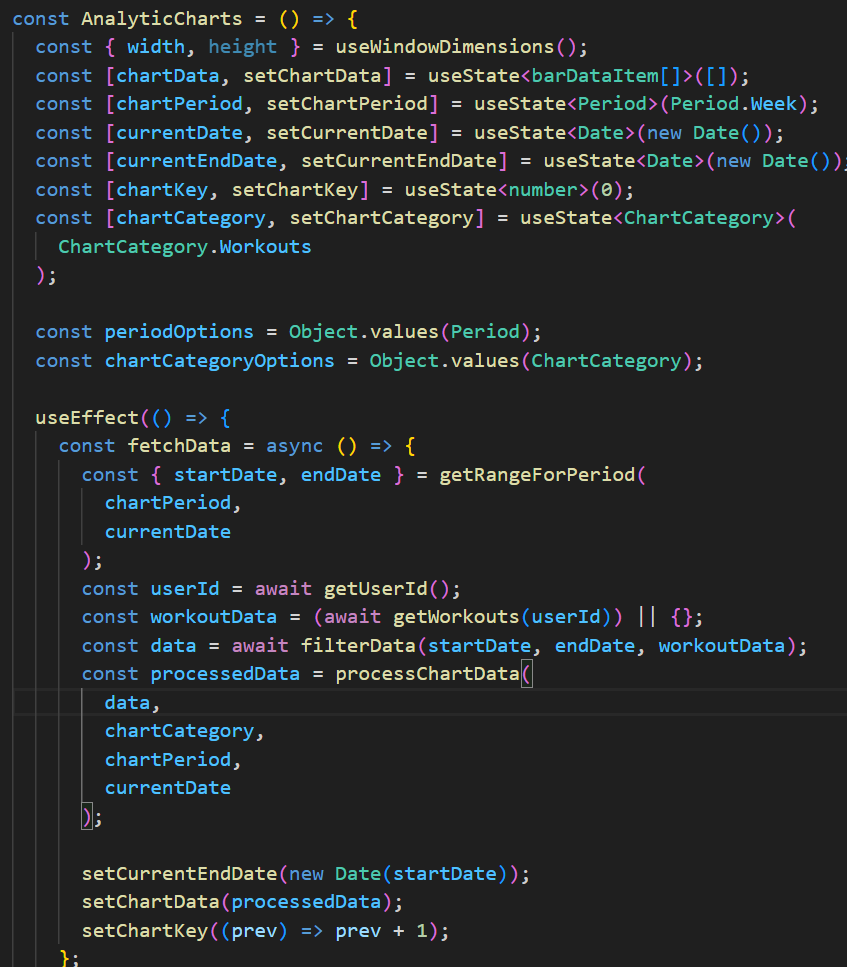 const AnalyticCharts = () => {
const { width, height } = useWindowDimensions();
const [chartData, setChartData] = useState<barDataItem[]>([]);
const [chartPeriod, setChartPeriod] = useState<Period>(Period.Week);
const [currentDate, setCurrentDate] = useState<Date>(new Date());
const [currentEndDate, setCurrentEndDate] = useState<Date>(new Date());
const [chartKey, setChartKey] = useState<number>(0);
const [chartCategory, setChartCategory] = useState<ChartCategory>(
ChartCategory.Workouts
);
const periodOptions = Object.values(Period);
const chartCategoryOptions = Object.values(ChartCategory);
useEffect(() => {
const fetchData = async () => {
const { startDate, endDate } = getRangeForPeriod(
chartPeriod,
currentDate
);
const userId = await getUserId();
const workoutData = (await getWorkouts(userId)) || {};
const data = await filterData(startDate, endDate, workoutData);
const processedData = processChartData(
data,
chartCategory,
chartPeriod,
currentDate
);
setCurrentEndDate(new Date(startDate));
setChartData(processedData);
setChartKey((prev) => prev + 1);
};